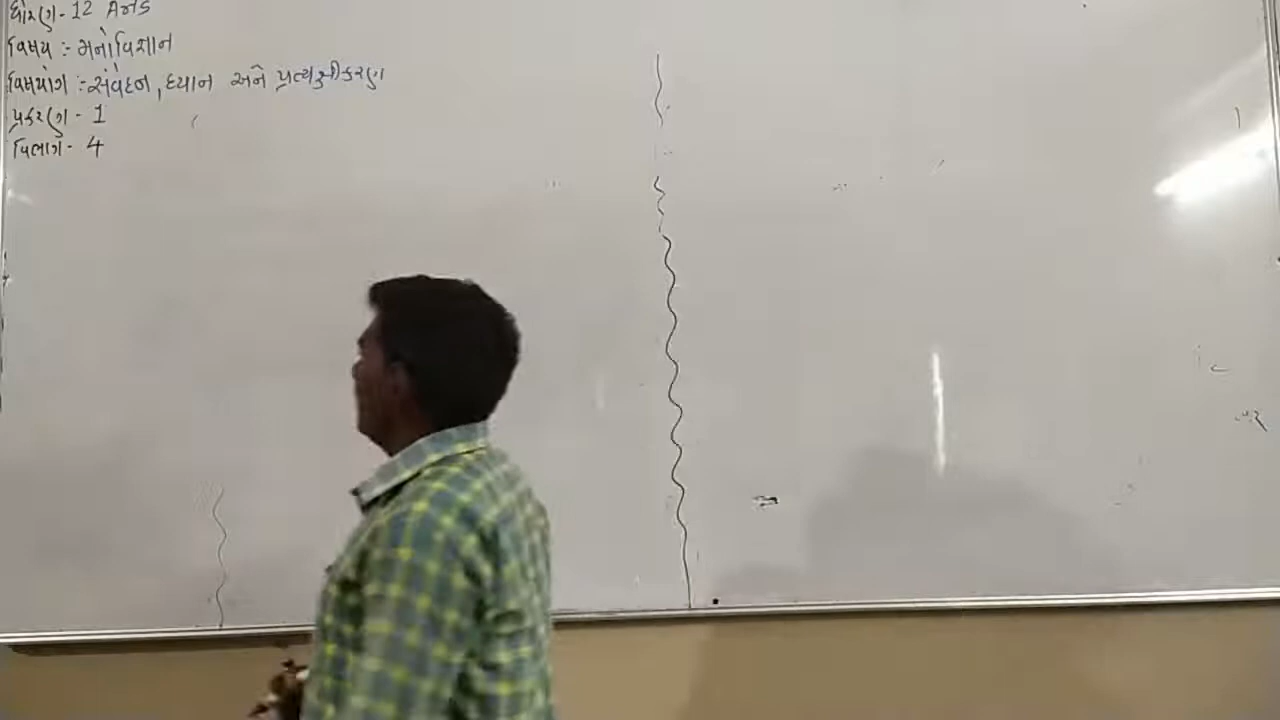 ધોરણ - 12 Arts
વિષય :- મનોવિજ્ઞાન
વિષયાંગ :- સંવેદન, ધ્યાન અને પ્રત્યક્ષીકરણ
પ્રકરણ - 1
વિભાગ - 4